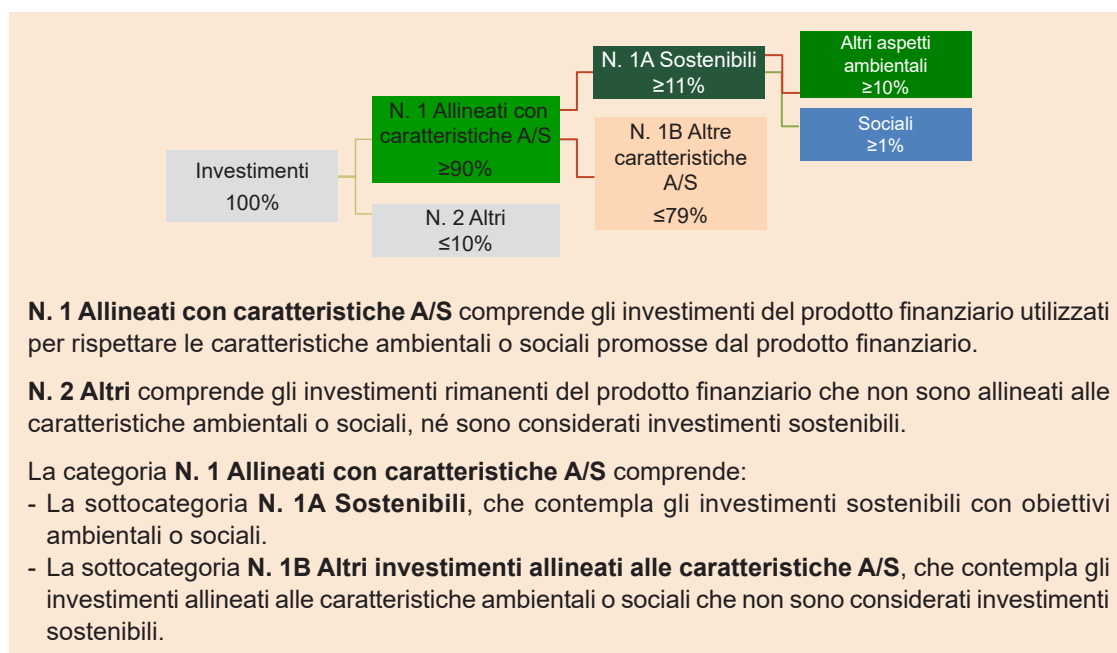 Investimenti
100%
N. 1 Allineati con
caratteristiche A/S
≥90%
N. 2 Altri
≤10%
N. 1A Sostenibili
≥11%
N. 1B Altre
caratteristiche
A/S
≤79%
Altri aspetti
ambientali
≥10%
Sociali
≥1%
N. 1 Allineati con caratteristiche A/S comprende gli investimenti del prodotto finanziario utilizzati
per rispettare le caratteristiche ambientali o sociali promosse dal prodotto finanziario.
N. 2 Altri comprende gli investimenti rimanenti del prodotto finanziario che non sono allineati alle
caratteristiche ambientali o sociali, né sono considerati investimenti sostenibili.
La categoria N. 1 Allineati con caratteristiche A/S comprende:
- La sottocategoria N. 1A Sostenibili, che contempla gli investimenti sostenibili con obiettivi
ambientali o sociali.
- La sottocategoria N. 1B Altri investimenti allineati alle caratteristiche A/S, che contempla gli
investimenti allineati alle caratteristiche ambientali o sociali che non sono considerati investimenti
sostenibili.